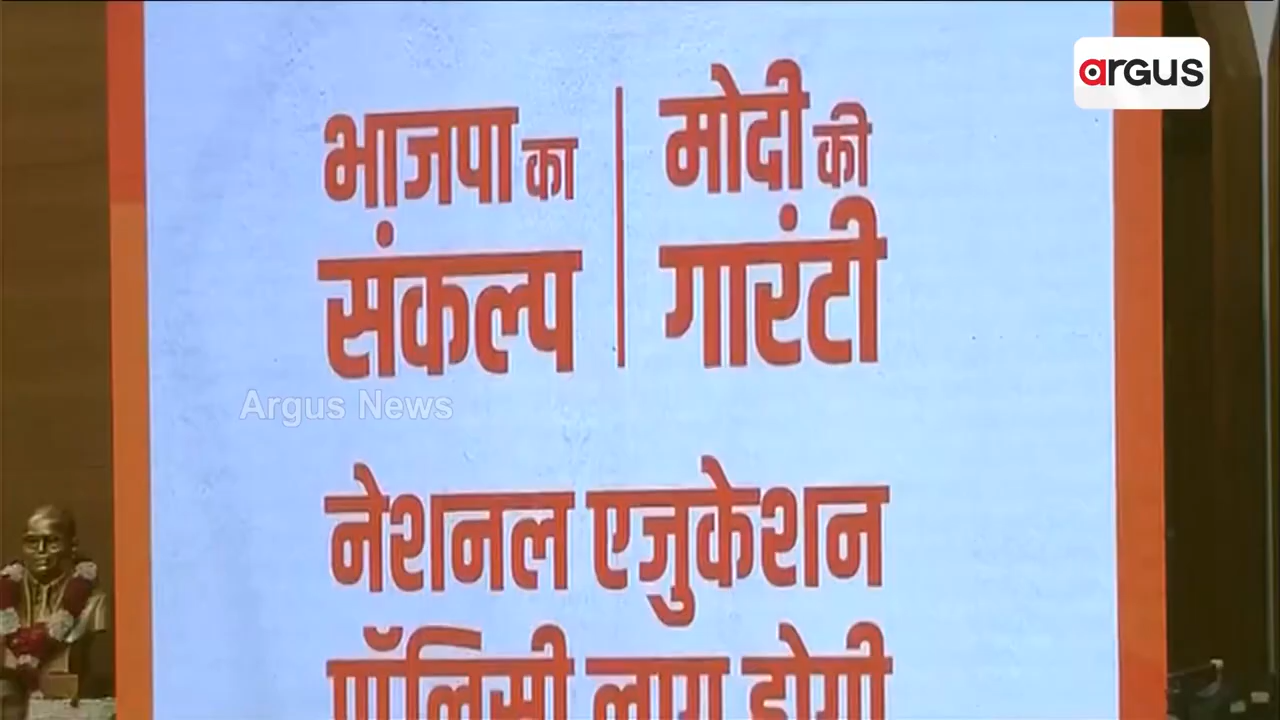 argus
भाजपा का
संकल्प
मोदी की
गारंटी
Argus News
नेशनल एजुकेशन
पॉलिसी लागू होगी